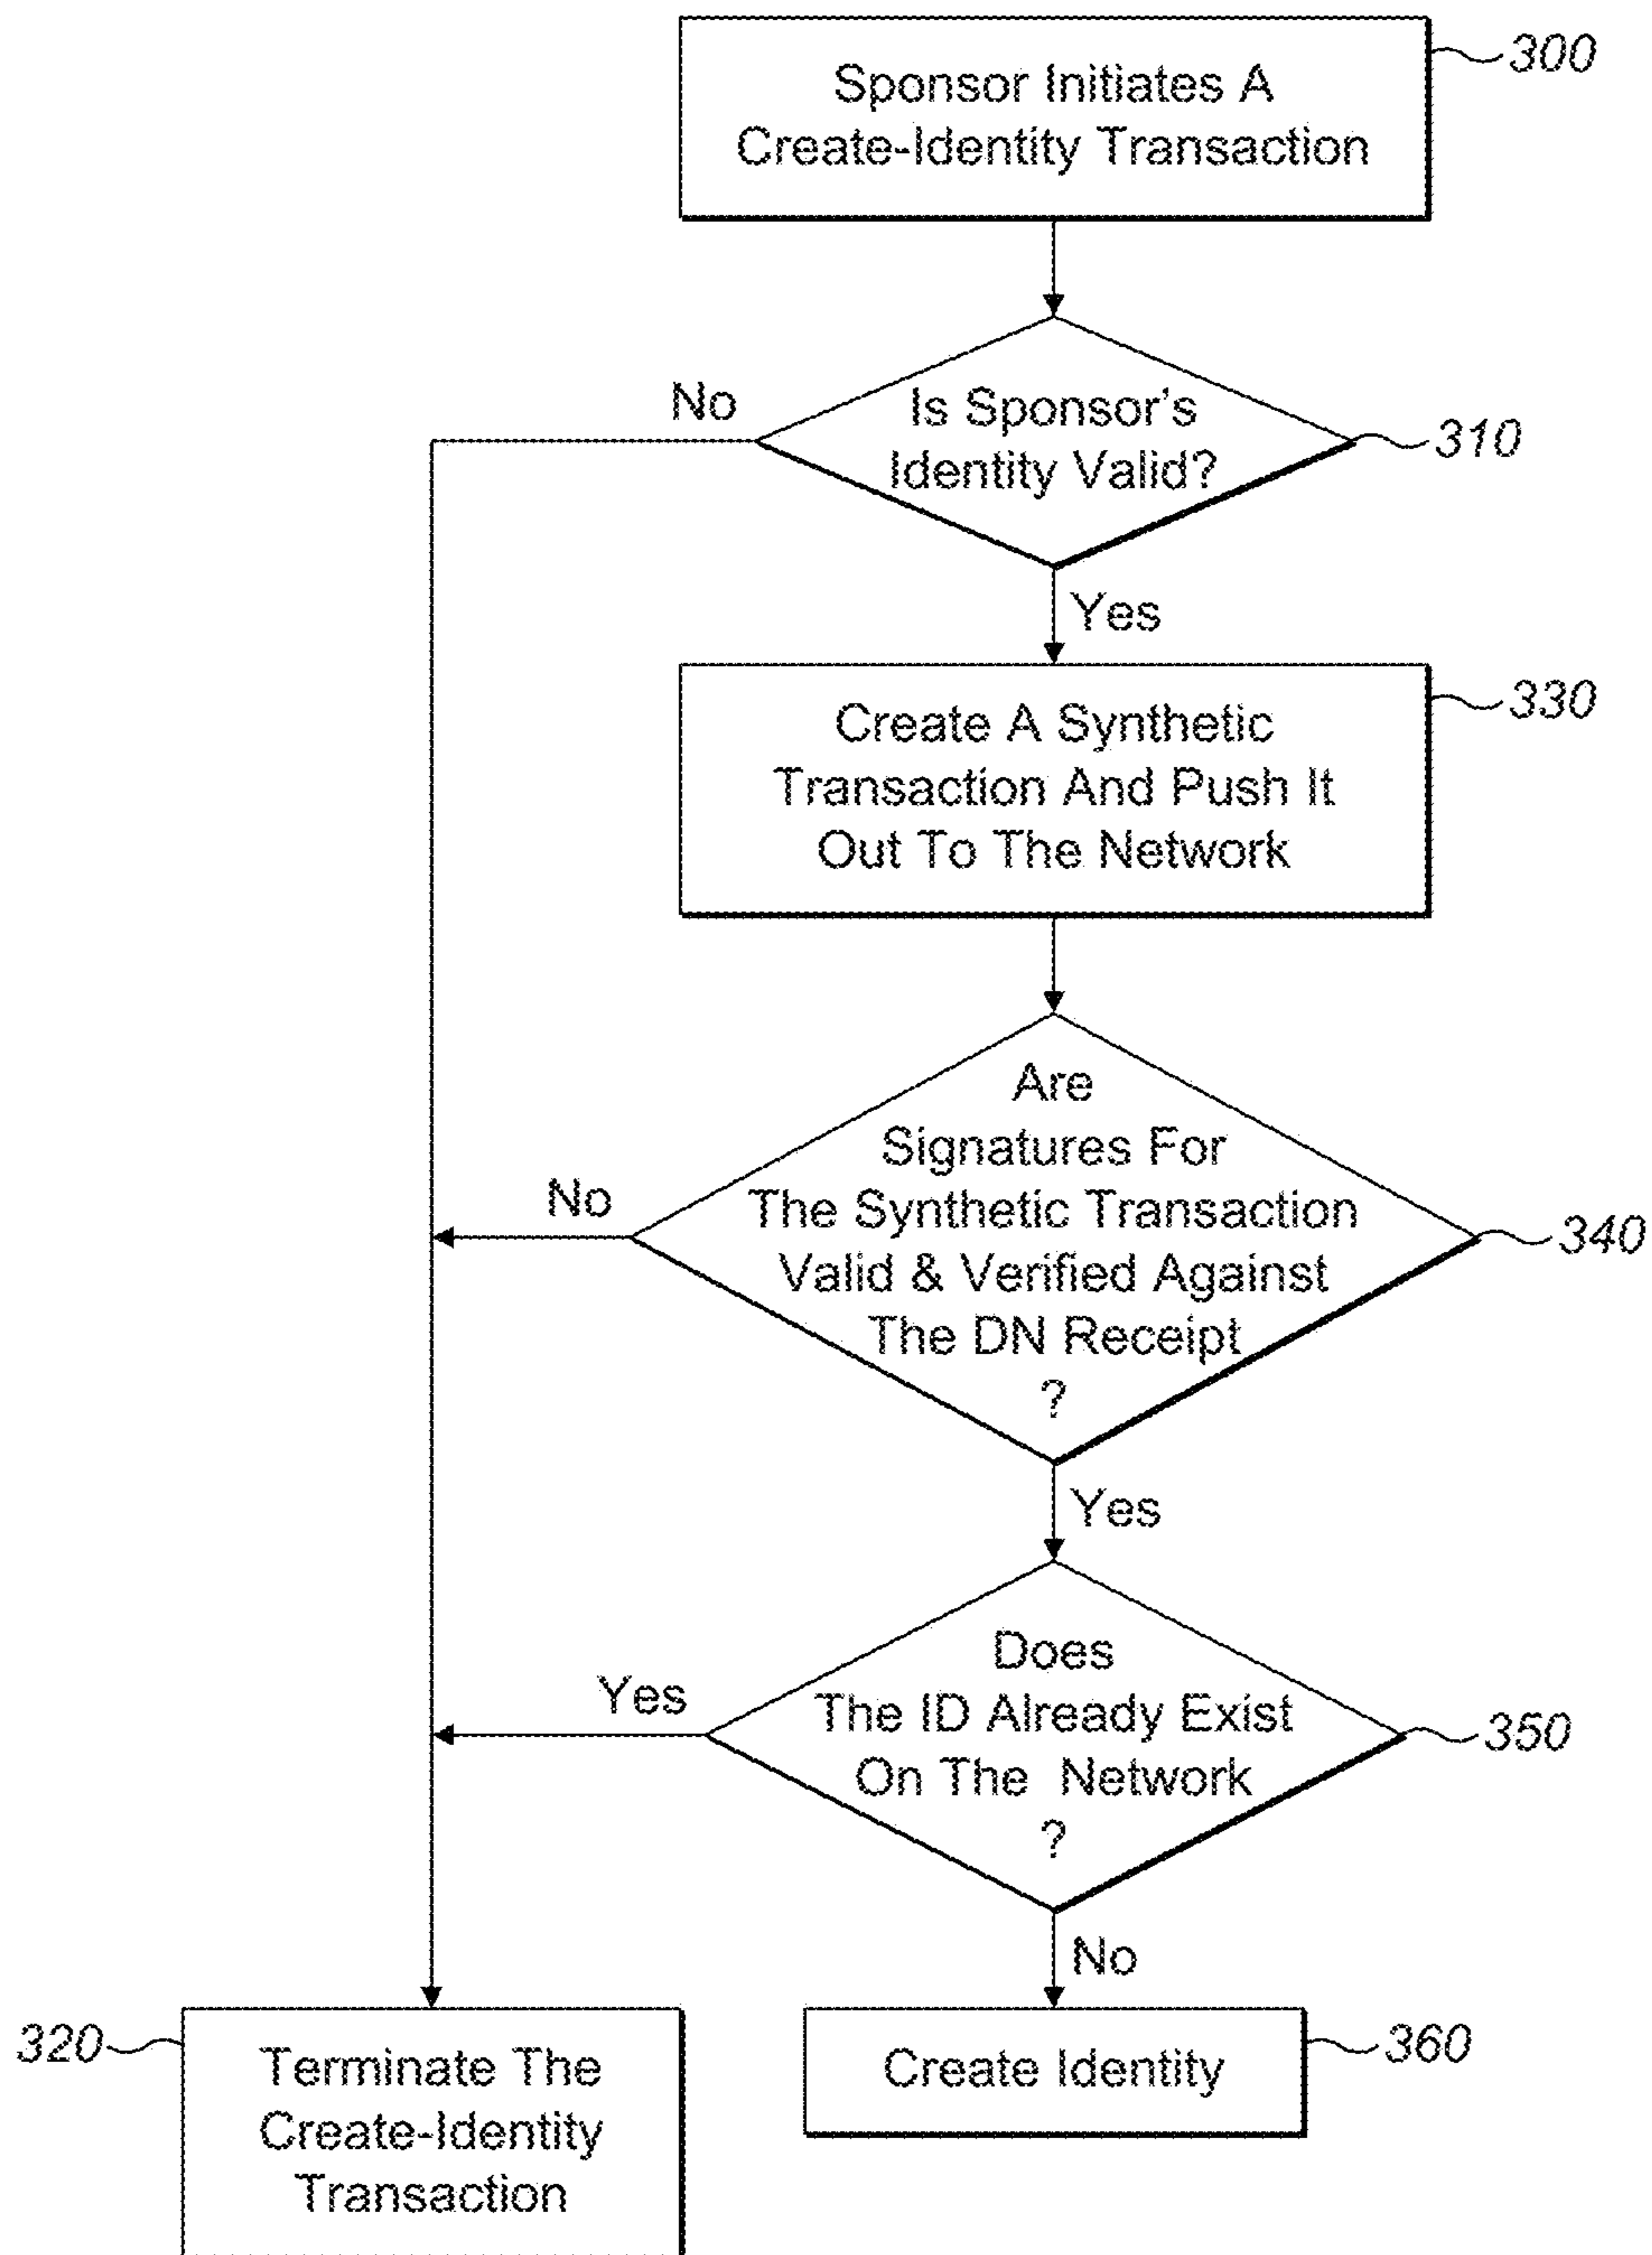 Sponsor Initiates A
Create-Identity Transaction
300
No
Is Sponsor's
Identity Valid?
310
Yes
Create A Synthetic
Transaction And Push It
Out To The Network
330
Are
Signatures For
The Synthetic Transaction
Valid & Verified Against
The DN Receipt
?
No
340
Yes
Does
The ID Already Exist
On The Network
?
Yes
350
No
320
Terminate The
Create-Identity
Transaction
Create Identity
360